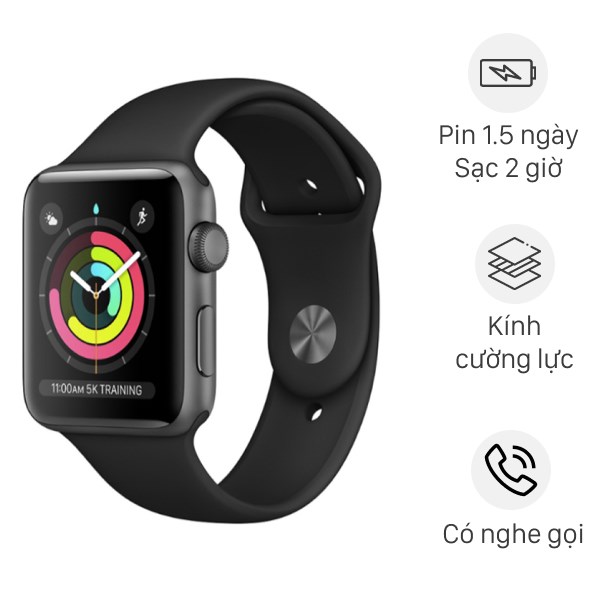 11:00AM 5K TRAINING
Pin 1.5 ngày
Sạc 2 giờ
Kính
cường lực
Có nghe gọi